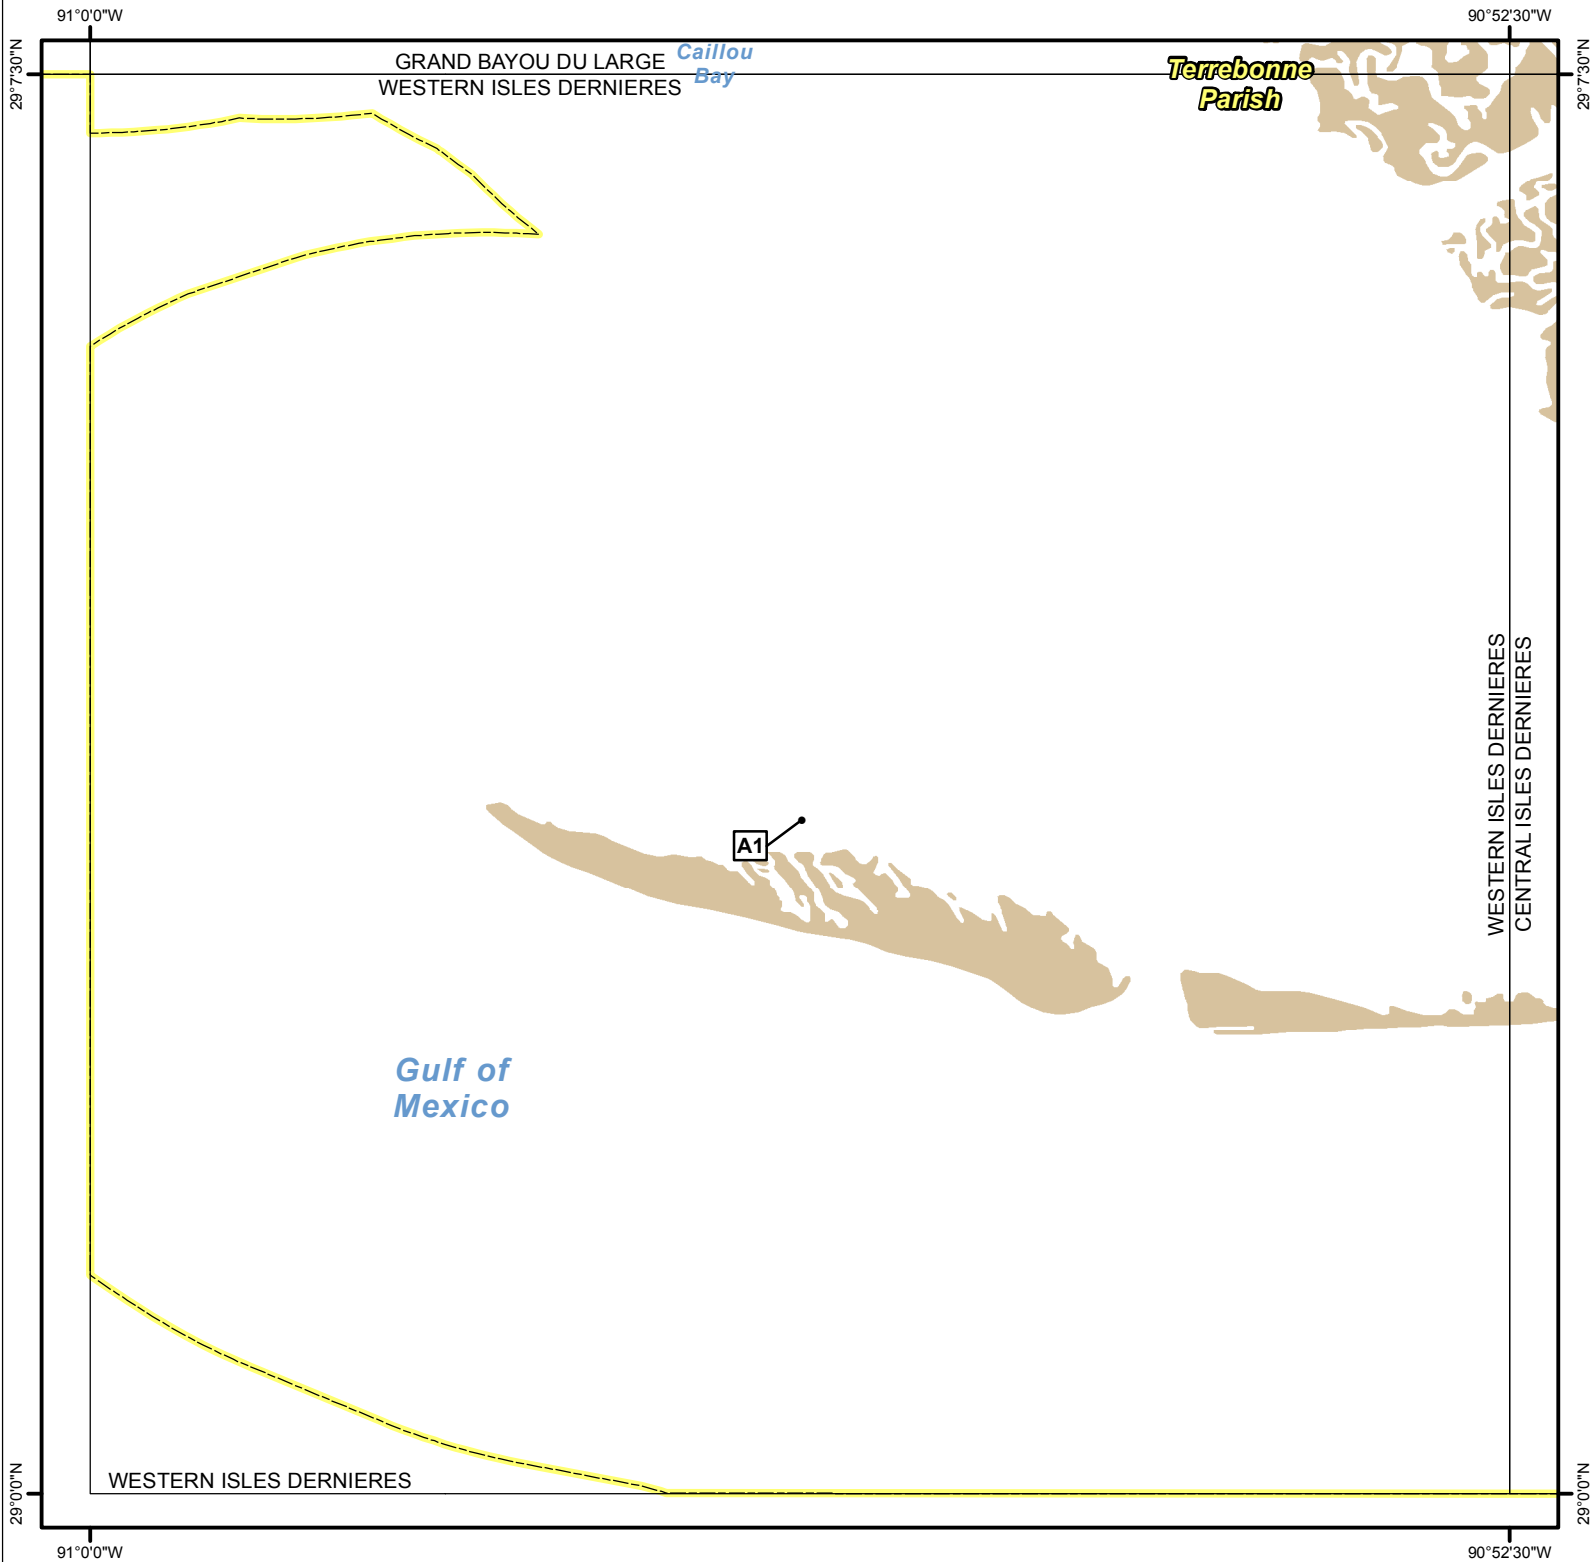 91°0'0"W
90°52'30"W
29°7'30"N
29°7'30"N
GRAND BAYOU DU LARGE
WESTERN ISLES DERNIERES
Caillou
Bay
Terrebonne
Parish
WESTERN ISLES DERNIERES
CENTRAL ISLES DERNIERES
A1
Gulf of
Mexico
WESTERN ISLES DERNIERES
29°0'0"N
29°0'0"N
91°0'0"W
90°52'30"W